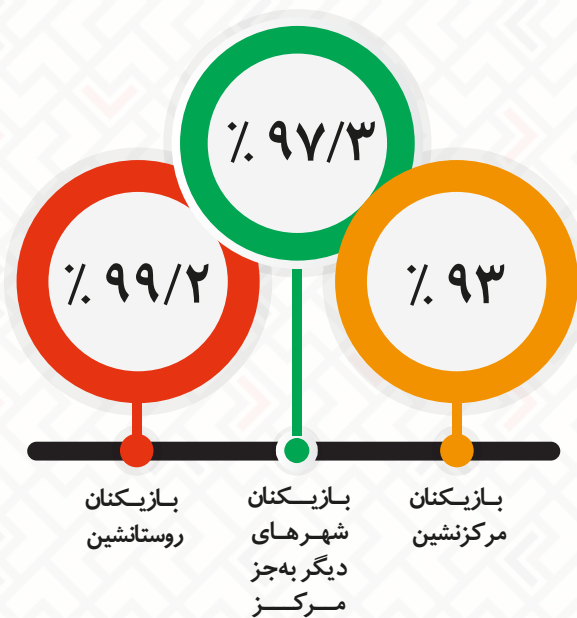 ٪ ۹۷/۳
٪ ۹۳
٪ ۹۹/۲
بازیکنان
مرکزنشین
بازیکنان
شهرهای
دیگر به‌جز
مرکز
بازیکنان
روستانشین